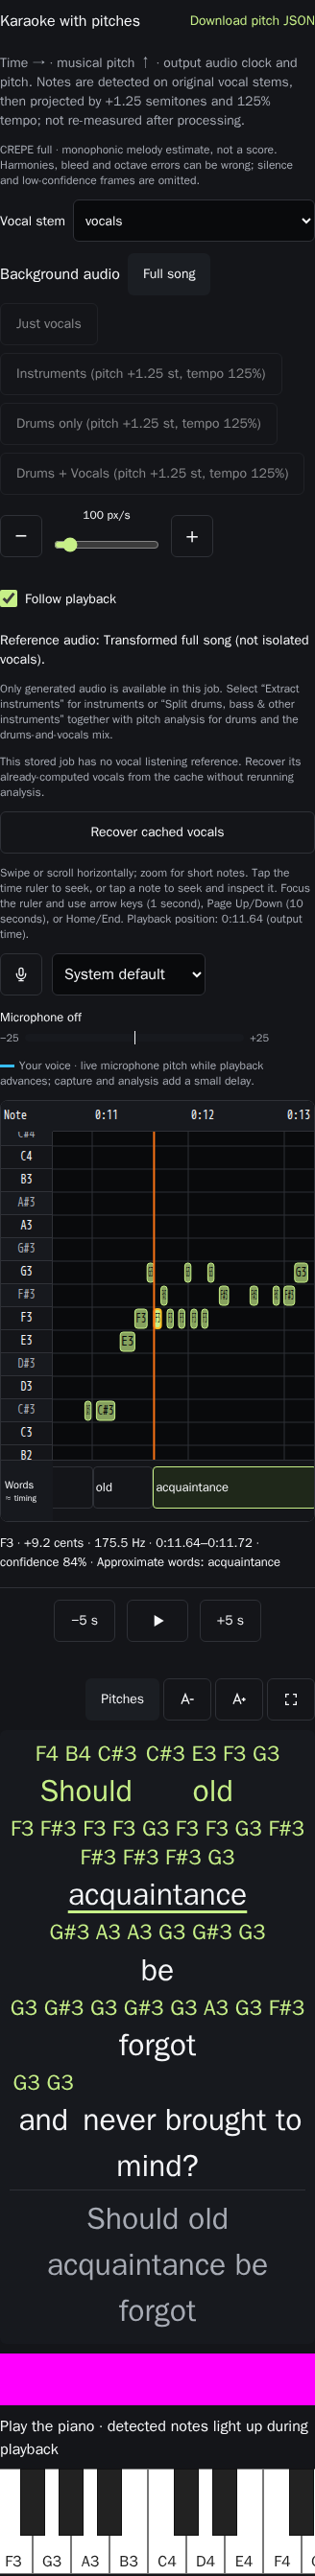 Karaoke with pitches
Download pitch JSON
Time → · musical pitch ↑ · output audio clock and
pitch. Notes are detected on original vocal stems,
then projected by +1.25 semitones and 125%
tempo; not re-measured after processing.
CREPE full · monophonic melody estimate, not a score.
Harmonies, bleed and octave errors can be wrong; silence
and low-confidence frames are omitted.
Vocal stem vocals
Background audio Full song
Just vocals
Instruments (pitch +1.25 st, tempo 125%)
Drums only (pitch +1.25 st, tempo 125%)
Drums + Vocals (pitch +1.25 st, tempo 125%)
100 px/s
− +
Follow playback
Reference audio: Transformed full song (not isolated
vocals).
Only generated audio is available in this job. Select "Extract
instruments" for instruments or "Split drums, bass & other
instruments" together with pitch analysis for drums and the
drums-and-vocals mix.
This stored job has no vocal listening reference. Recover its
already-computed vocals from the cache without rerunning
analysis.
Recover cached vocals
Swipe or scroll horizontally; zoom for short notes. Tap the
time ruler to seek, or tap a note to seek and inspect it. Focus
the ruler and use arrow keys (1 second), Page Up/Down (10
seconds), or Home/End. Playback position: 0:11.64 (output
time).
System default
Microphone off
−25 +25
Your voice · live microphone pitch while playback
advances; capture and analysis add a small delay.
Note 0:11 0:12 0:13
C#4
C4
B3
A#3
A3
G#3
G3 G3
F#3 F#3
F3 F3
E3 E3
D#3
D3
C#3 C#3
C3
B2
Words old acquaintance
≈ timing
F3 · +9.2 cents · 175.5 Hz · 0:11.64–0:11.72 ·
confidence 84% · Approximate words: acquaintance
−5 s +5 s
Pitches A- A+
F4 B4 C#3 C#3 E3 F3 G3
Should old
F3 F#3 F3 F3 G3 F3 F3 G3 F#3
F#3 F#3 F#3 G3
acquaintance
G#3 A3 A3 G3 G#3 G3
be
G3 G#3 G3 G#3 G3 A3 G3 F#3
forgot
G3 G3
and never brought to
mind?
Should old
acquaintance be
forgot
Play the piano · detected notes light up during
playback
F3 G3 A3 B3 C4 D4 E4 F4